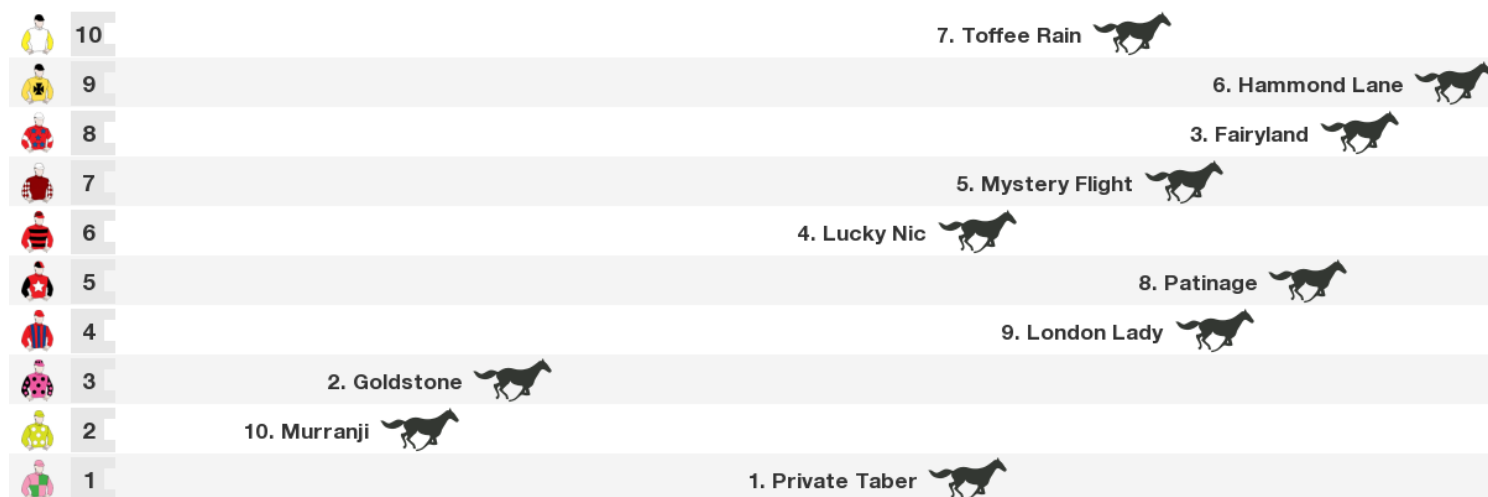 10 7. Toffee Rain
9 6. Hammond Lane
8 3. Fairyland
7 5. Mystery Flight
6 4. Lucky Nic
5 8. Patinage
4 9. London Lady
3 2. Goldstone
2 10. Murranji
1 1. Private Taber